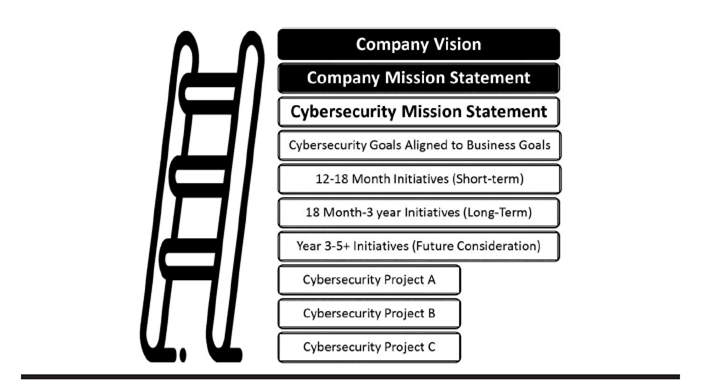 Company Vision
Company Mission Statement
Cybersecurity Mission Statement
Cybersecurity Goals Aligned to Business Goals
12-18 Month Initiatives (Short-term)
18 Month-3 year Initiatives (Long-Term)
Year 3-5+ Initiatives (Future Consideration)
Cybersecurity Project A
Cybersecurity Project B
Cybersecurity Project C